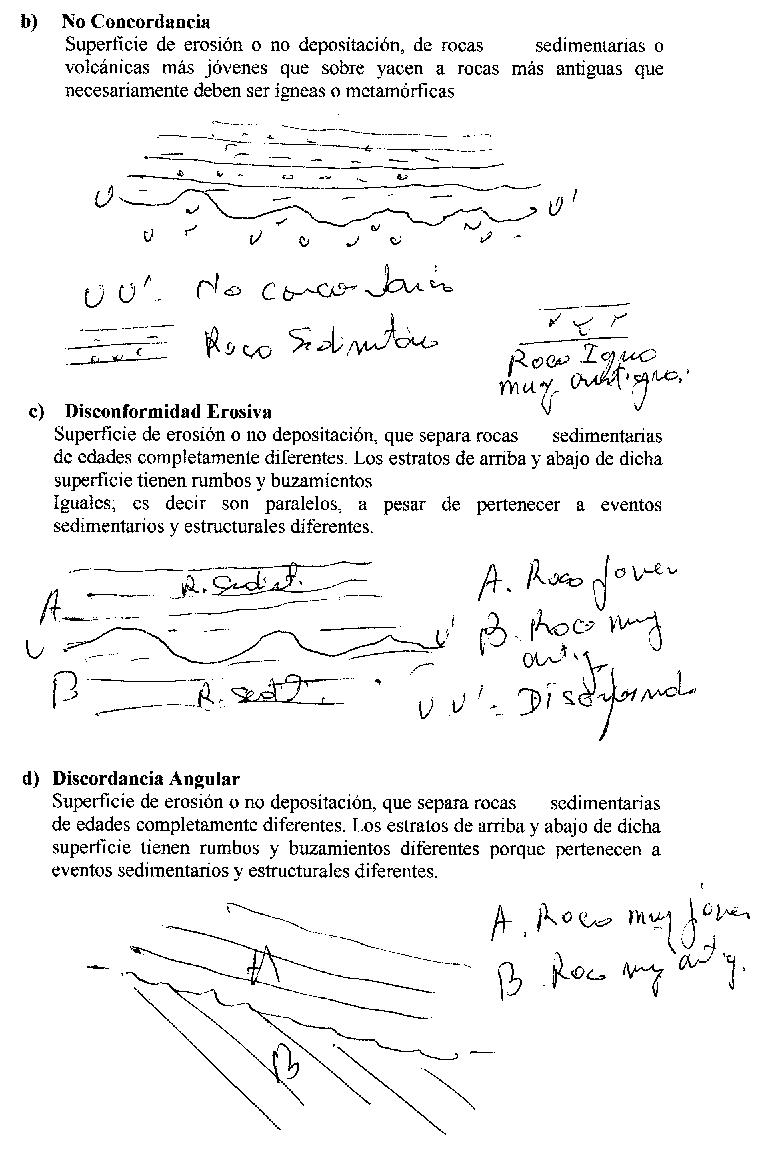 b) No Concordancia
Superficie de erosión o no depositación, de rocas sedimentarias o
volcánicas más jóvenes que sobre yacen a rocas más antiguas que
necesariamente deben ser ígneas o metamórficas
U U'
U U'- No concordancia
Roca Sedimentaria
Roca Ignea
muy antigua.
c) Disconformidad Erosiva
Superficie de erosión o no depositación, que separa rocas sedimentarias
de edades completamente diferentes. Los estratos de arriba y abajo de dicha
superficie tienen rumbos y buzamientos
Iguales; es decir son paralelos, a pesar de pertenecer a eventos
sedimentarios y estructurales diferentes.
R. Sedist.
A
U U'
B
R. Sedt.
A. Roca Joven
B. Roca muy
antig.
U U'- Disconformd.
d) Discordancia Angular
Superficie de erosión o no depositación, que separa rocas sedimentarias
de edades completamente diferentes. Los estratos de arriba y abajo de dicha
superficie tienen rumbos y buzamientos diferentes porque pertenecen a
eventos sedimentarios y estructurales diferentes.
A
B
A. Roca muy joven
B. Roca muy antig.